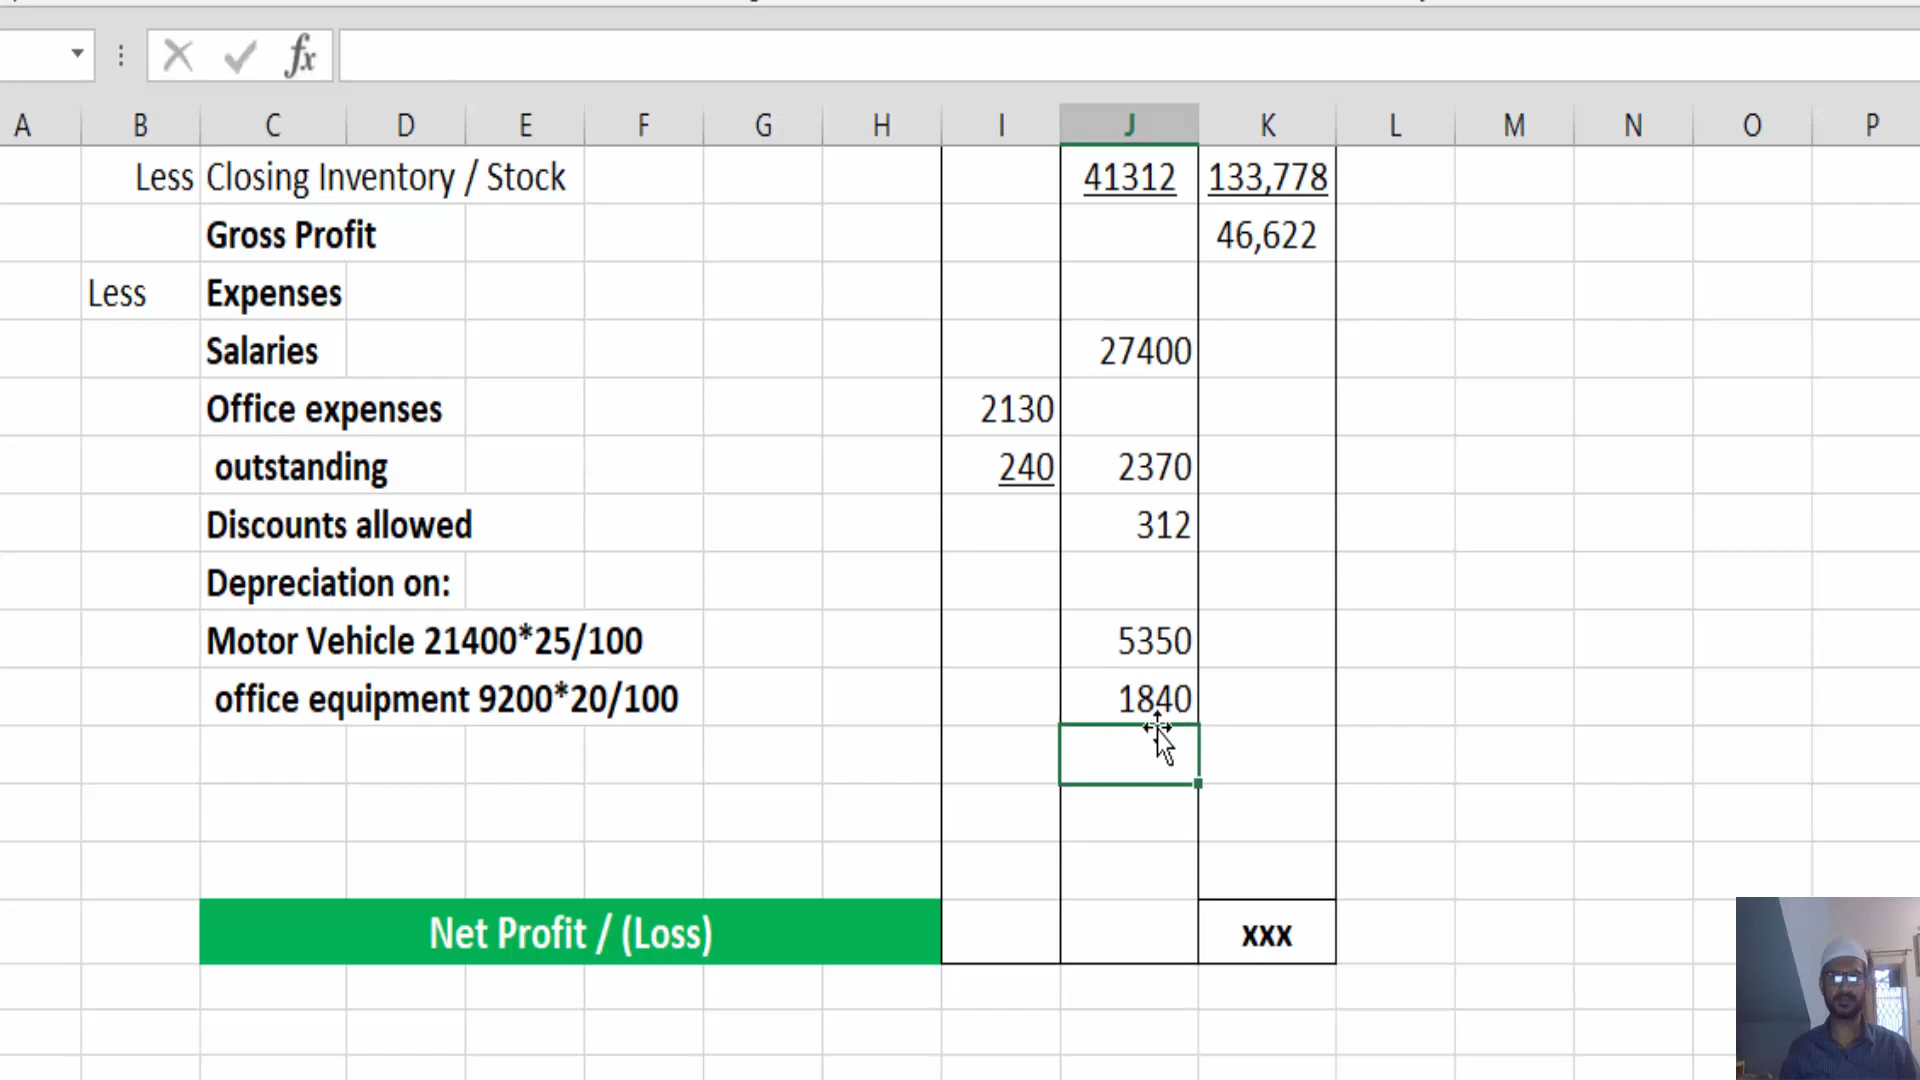 fx
A B C D E F G H I J K L M N O P
Less Closing Inventory / Stock 41312 133,778
Gross Profit 46,622
Less Expenses
Salaries 27400
Office expenses 2130
outstanding 240 2370
Discounts allowed 312
Depreciation on:
Motor Vehicle 21400*25/100 5350
office equipment 9200*20/100 1840
Net Profit / (Loss) xxx